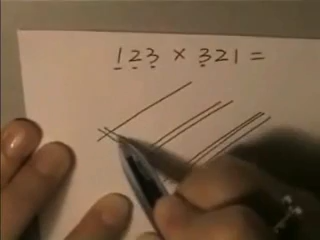 123 × 321 =